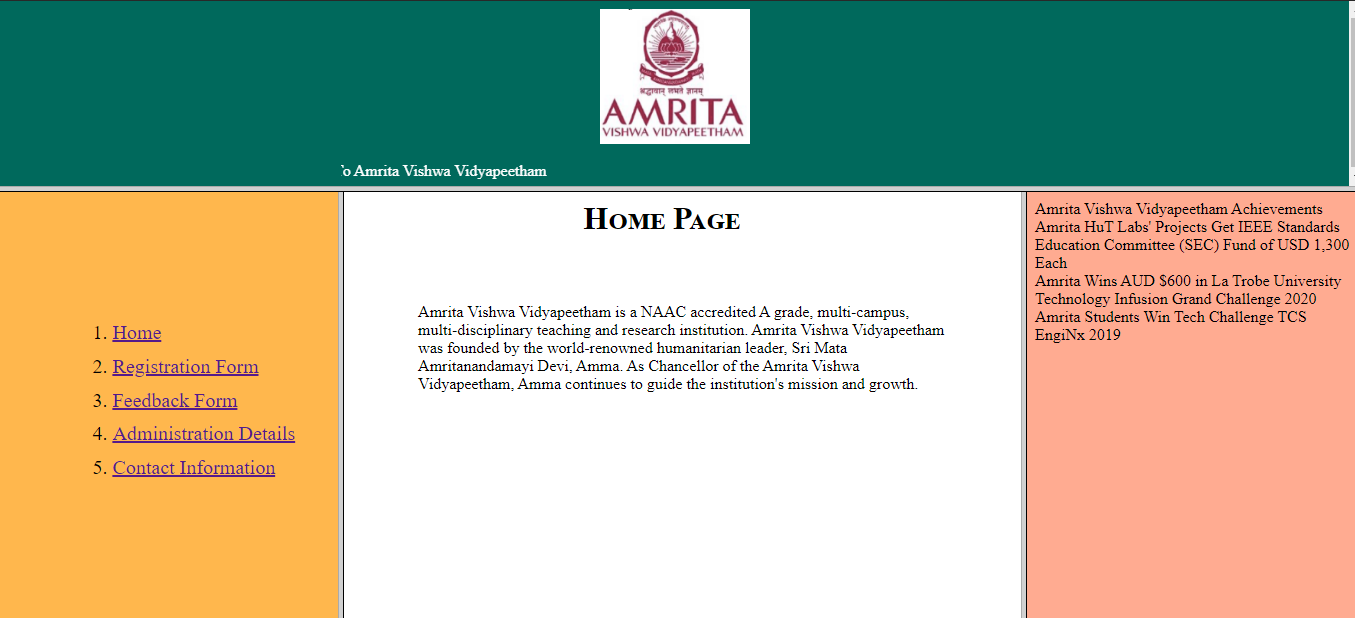 श्रद्धावान् लभते ज्ञानम्
AMRITA
VISHWA VIDYAPEETHAM
o Amrita Vishwa Vidyapeetham
Home Page
1. Home
2. Registration Form
3. Feedback Form
4. Administration Details
5. Contact Information
Amrita Vishwa Vidyapeetham is a NAAC accredited A grade, multi-campus,
multi-disciplinary teaching and research institution. Amrita Vishwa Vidyapeetham
was founded by the world-renowned humanitarian leader, Sri Mata
Amritanandamayi Devi, Amma. As Chancellor of the Amrita Vishwa
Vidyapeetham, Amma continues to guide the institution's mission and growth.
Amrita Vishwa Vidyapeetham Achievements
Amrita HuT Labs' Projects Get IEEE Standards
Education Committee (SEC) Fund of USD 1,300
Each
Amrita Wins AUD $600 in La Trobe University
Technology Infusion Grand Challenge 2020
Amrita Students Win Tech Challenge TCS
EngiNx 2019